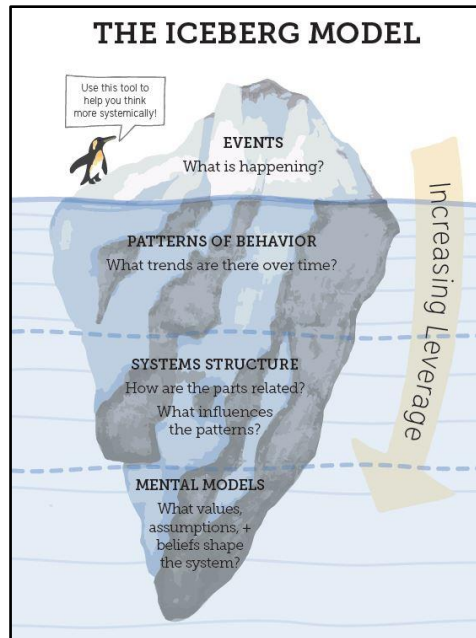 THE ICEBERG MODEL
Use this tool to
help you think
more systemically!
EVENTS
What is happening?
PATTERNS OF BEHAVIOR
What trends are there over time?
SYSTEMS STRUCTURE
How are the parts related?
What influences
the patterns?
MENTAL MODELS
What values,
assumptions, +
beliefs shape
the system?
Increasing Leverage